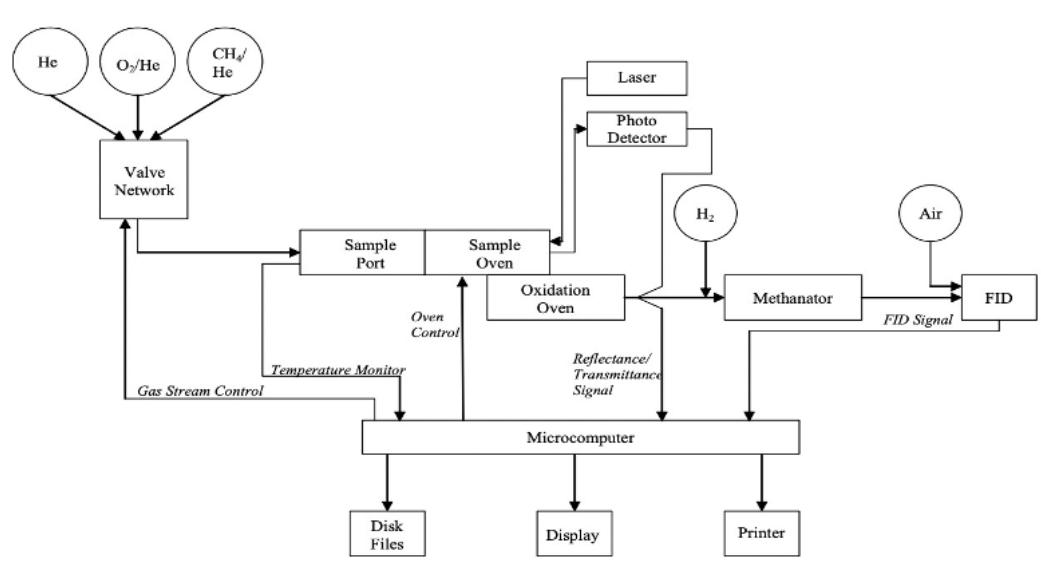 He
O₂/He
CH₄/
He
Laser
Photo
Detector
Valve
Network
H₂
Air
Sample
Port
Sample
Oven
Oxidation
Oven
Methanator
FID
Oven
Control
FID Signal
Reflectance/
Transmittance
Signal
Temperature Monitor
Gas Stream Control
Microcomputer
Disk
Files
Display
Printer